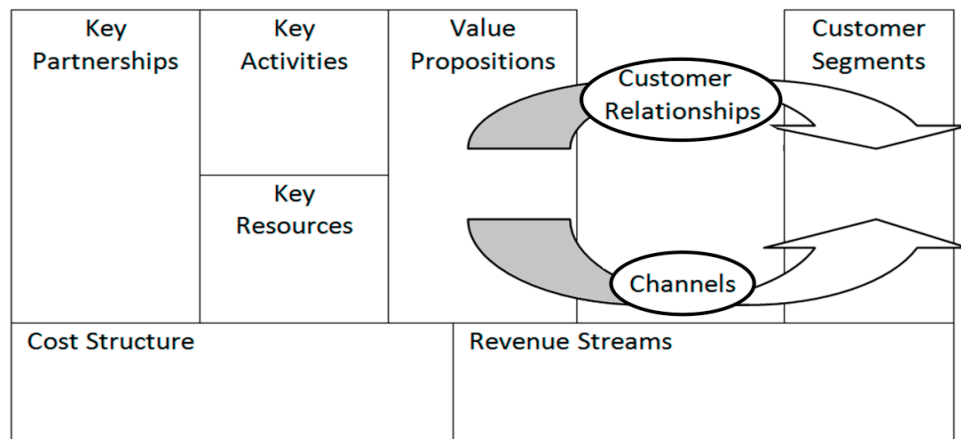 Key
Partnerships
Key
Activities
Key
Resources
Value
Propositions
Customer
Relationships
Channels
Customer
Segments
Cost Structure
Revenue Streams